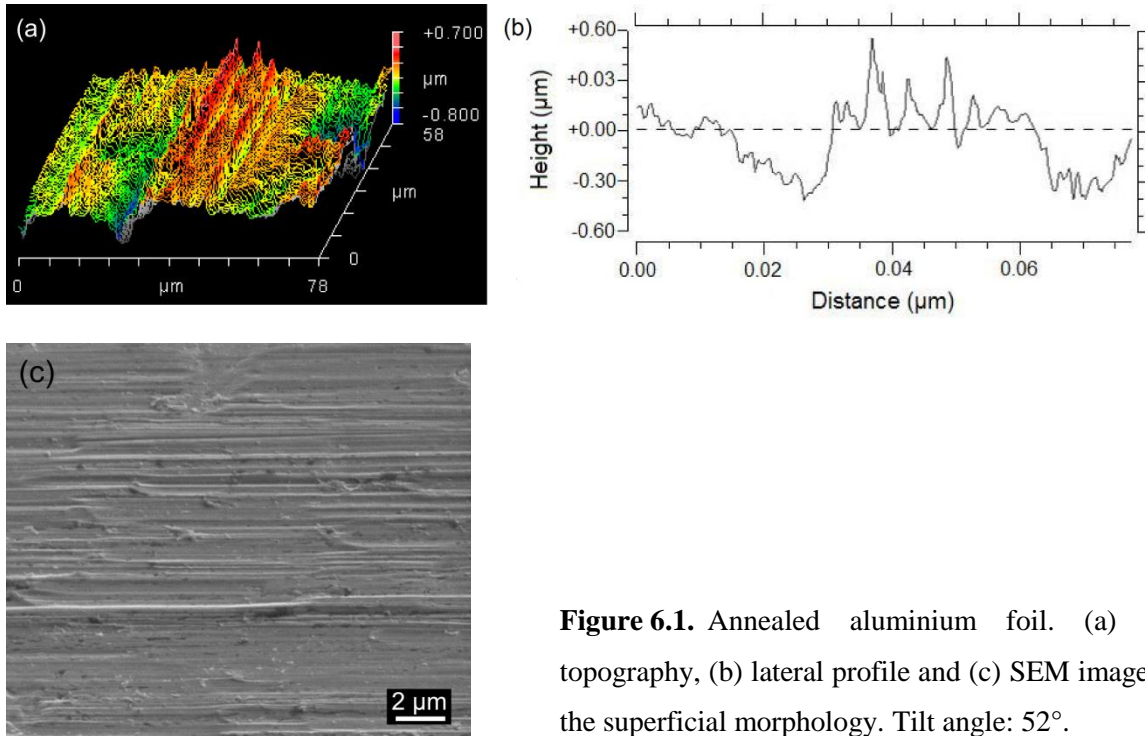 (a)
+0.700
µm
-0.800
58
µm
0
0 µm 78
(b)
+0.60
+0.03
+0.00
-0.30
-0.60
Height (µm)
0.00 0.02 0.04 0.06
Distance (µm)
(c)
2 µm
Figure 6.1. Annealed aluminium foil. (a)
topography, (b) lateral profile and (c) SEM image
the superficial morphology. Tilt angle: 52°.